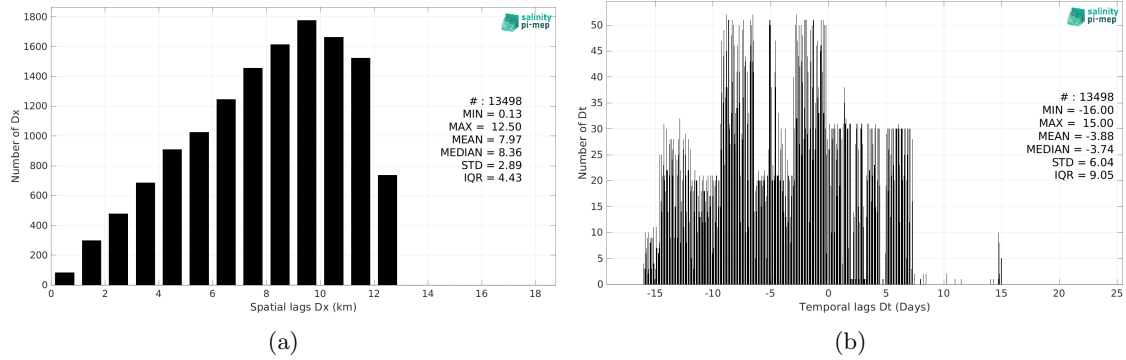 salinity
pi-mep
1800
1600
1400
1200
1000
800
600
400
200
0
Number of Dx
# : 13498
MIN = 0.13
MAX = 12.50
MEAN = 7.97
MEDIAN = 8.36
STD = 2.89
IQR = 4.43
0 2 4 6 8 10 12 14 16 18
Spatial lags Dx (km)
(a)
salinity
pi-mep
50
45
40
35
30
25
20
15
10
5
0
Number of Dt
# : 13498
MIN = -16.00
MAX = 15.00
MEAN = -3.88
MEDIAN = -3.74
STD = 6.04
IQR = 9.05
-15 -10 -5 0 5 10 15 20 25
Temporal lags Dt (Days)
(b)